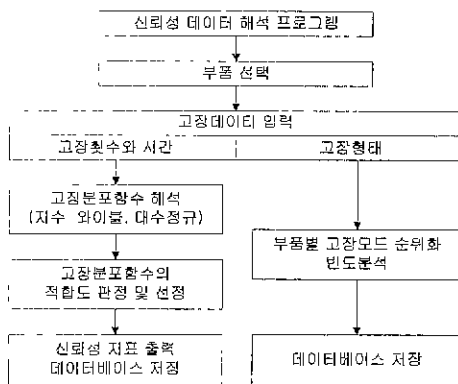 신뢰성 데이터 해석 프로그램
부품 선택
고장데이터 입력
고장횟수와 시간
고장형태
고장분포함수 해석
(지수 와이블, 대수정규)
부품별 고장모드 순위화
빈도분석
고장분포함수의
적합도 판정 및 선정
신뢰성 지표 출력
데이터베이스 저장
데이터베이스 저장